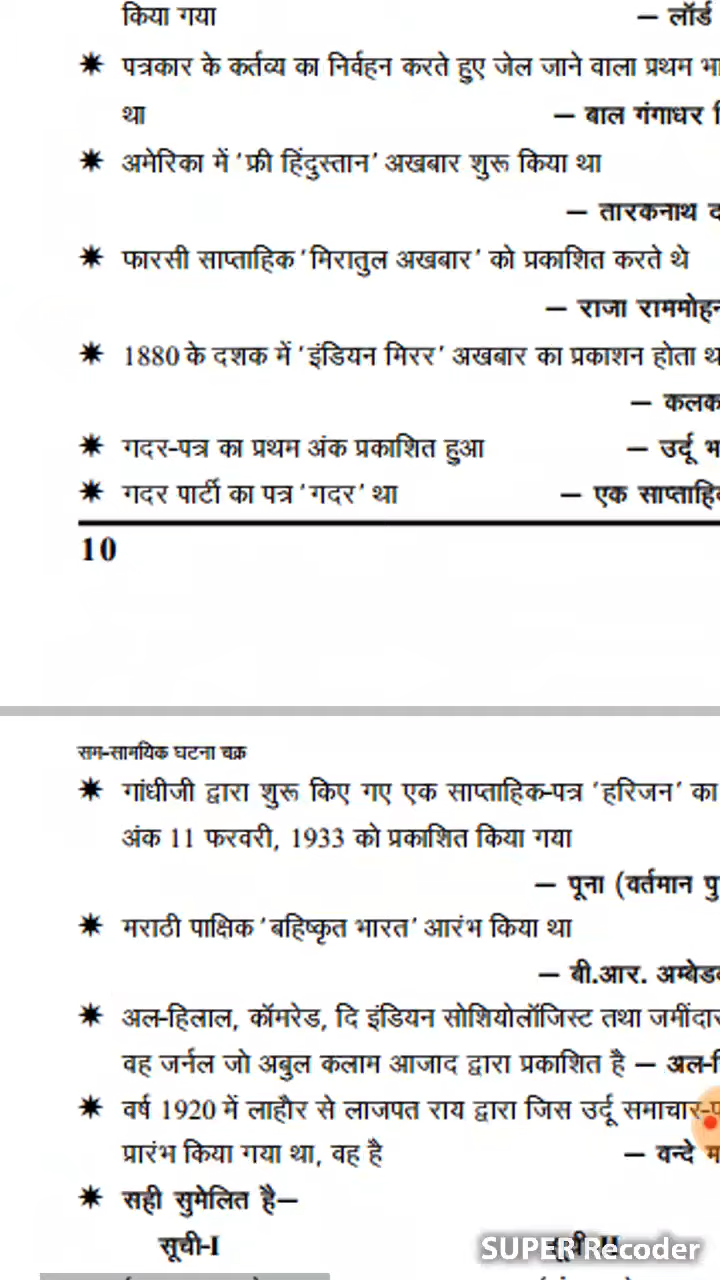 किया गया — लॉर्ड
✷ पत्रकार के कर्तव्य का निर्वहन करते हुए जेल जाने वाला प्रथम
था — बाल गंगाधर
✷ अमेरिका में 'फ्री हिंदुस्तान' अखबार शुरू किया था
— तारकनाथ
✷ फारसी साप्ताहिक 'मिरातुल अखबार' को प्रकाशित करते थे
— राजा राममोहन
✷ 1880 के दशक में 'इंडियन मिरर' अखबार का प्रकाशन होता
— कलक
✷ गदर-पत्र का प्रथम अंक प्रकाशित हुआ — उर्दू
✷ गदर पार्टी का पत्र 'गदर' था — एक साप्ताहि
10
सम-सामयिक घटना चक्र
✷ गांधीजी द्वारा शुरू किए गए एक साप्ताहिक-पत्र 'हरिजन' का
अंक 11 फरवरी, 1933 को प्रकाशित किया गया
— पूना (वर्तमान पु
✷ मराठी पाक्षिक 'बहिष्कृत भारत' आरंभ किया था
— बी.आर. अम्बेड
✷ अल-हिलाल, कॉमरेड, दि इंडियन सोशियोलॉजिस्ट तथा जमींदार
वह जर्नल जो अबुल कलाम आजाद द्वारा प्रकाशित है — अल-
✷ वर्ष 1920 में लाहौर से लाजपत राय द्वारा जिस उर्दू समाचार-
प्रारंभ किया गया था, वह है — वन्दे
✷ सही सुमेलित है—
सूची-I सूची-II
SUPER Recoder